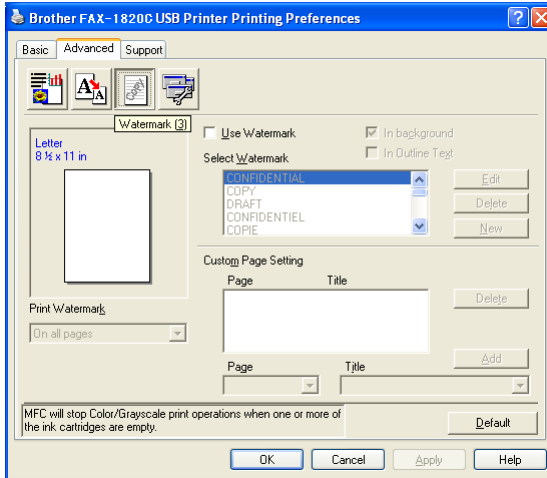 Brother FAX-1820C USB Printer Printing Preferences
Basic Advanced Support
Watermark (3)
Letter
8 ½ x 11 in
Use Watermark
In background
In Outline Text
Select Watermark
CONFIDENTIAL
COPY
DRAFT
CONFIDENTIEL
COPIE
Edit
Delete
New
Custom Page Setting
Page Title
Delete
Print Watermark
On all pages
Add
Page Title
MFC will stop Color/Grayscale print operations when one or more of
the ink cartridges are empty.
Default
OK Cancel Apply Help